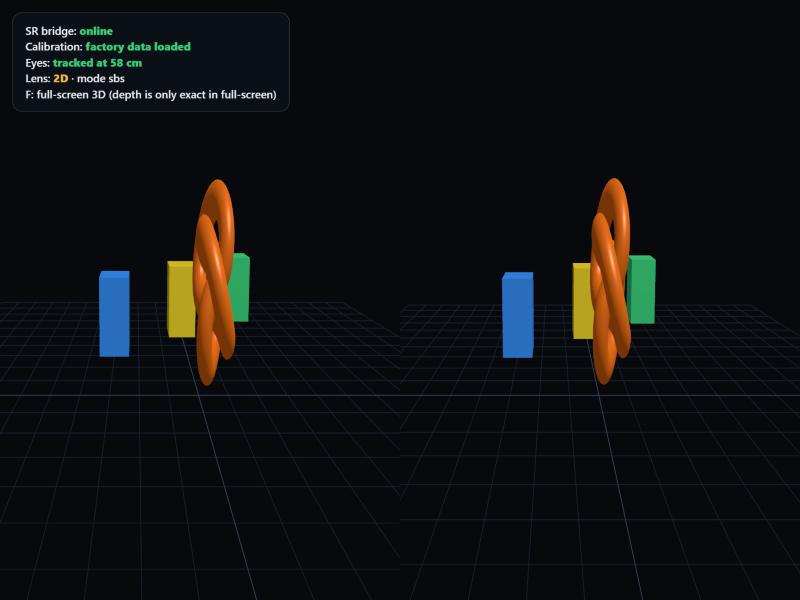 SR bridge: online
Calibration: factory data loaded
Eyes: tracked at 58 cm
Lens: 2D · mode sbs
F: full-screen 3D (depth is only exact in full-screen)